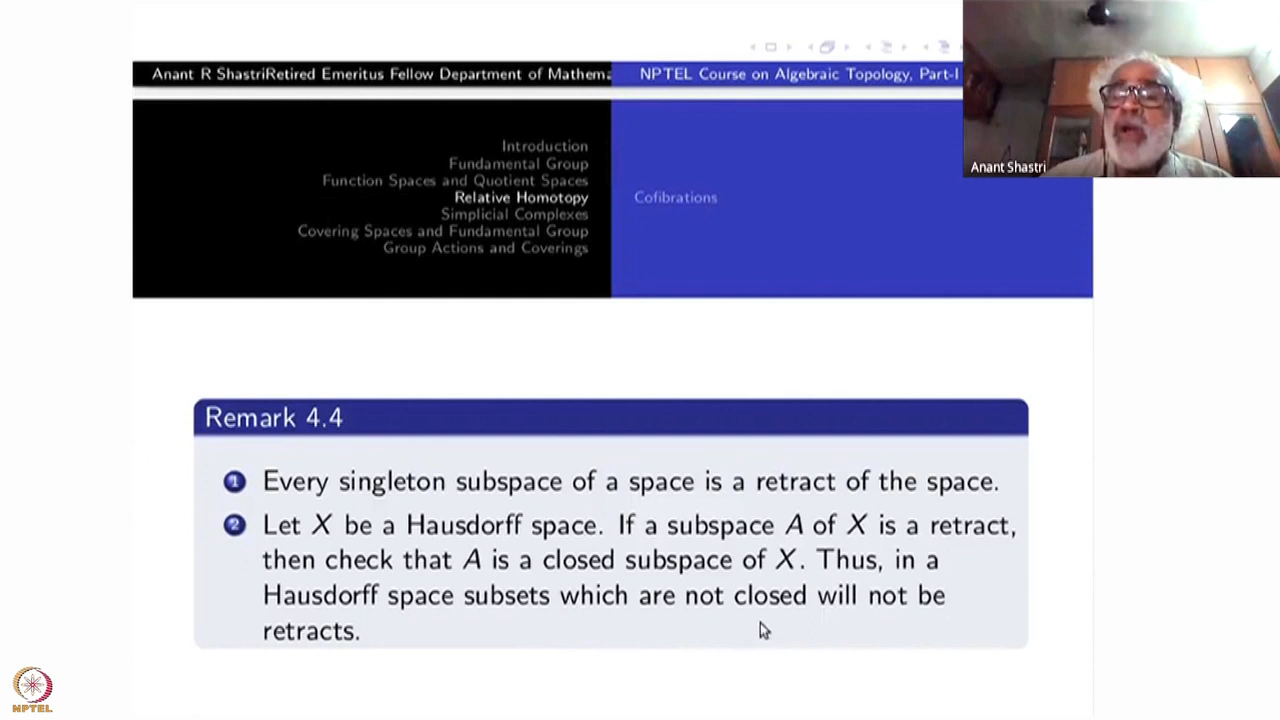 Anant R ShastriRetired Emeritus Fellow Department of Mathema
NPTEL Course on Algebraic Topology, Part-I
Introduction
Fundamental Group
Function Spaces and Quotient Spaces
Relative Homotopy
Simplicial Complexes
Covering Spaces and Fundamental Group
Group Actions and Coverings
Cofibrations
Anant Shastri
Remark 4.4
1 Every singleton subspace of a space is a retract of the space.
2 Let X be a Hausdorff space. If a subspace A of X is a retract,
then check that A is a closed subspace of X. Thus, in a
Hausdorff space subsets which are not closed will not be
retracts.
NPTEL